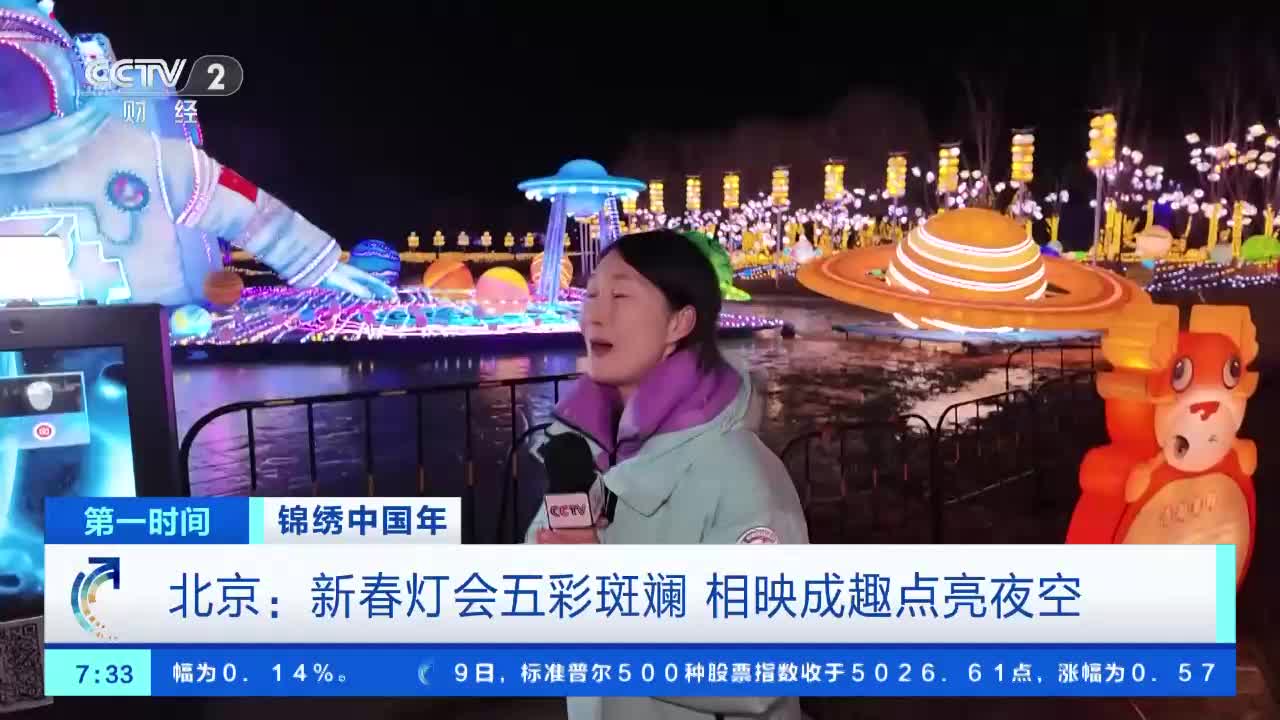 CCTV 2
财经
CCTV
第一时间
锦绣中国年
北京：新春灯会五彩斑斓 相映成趣点亮夜空
7:33
幅为0.14%。 9日，标准普尔500种股票指数收于5026.61点，涨幅为0.57